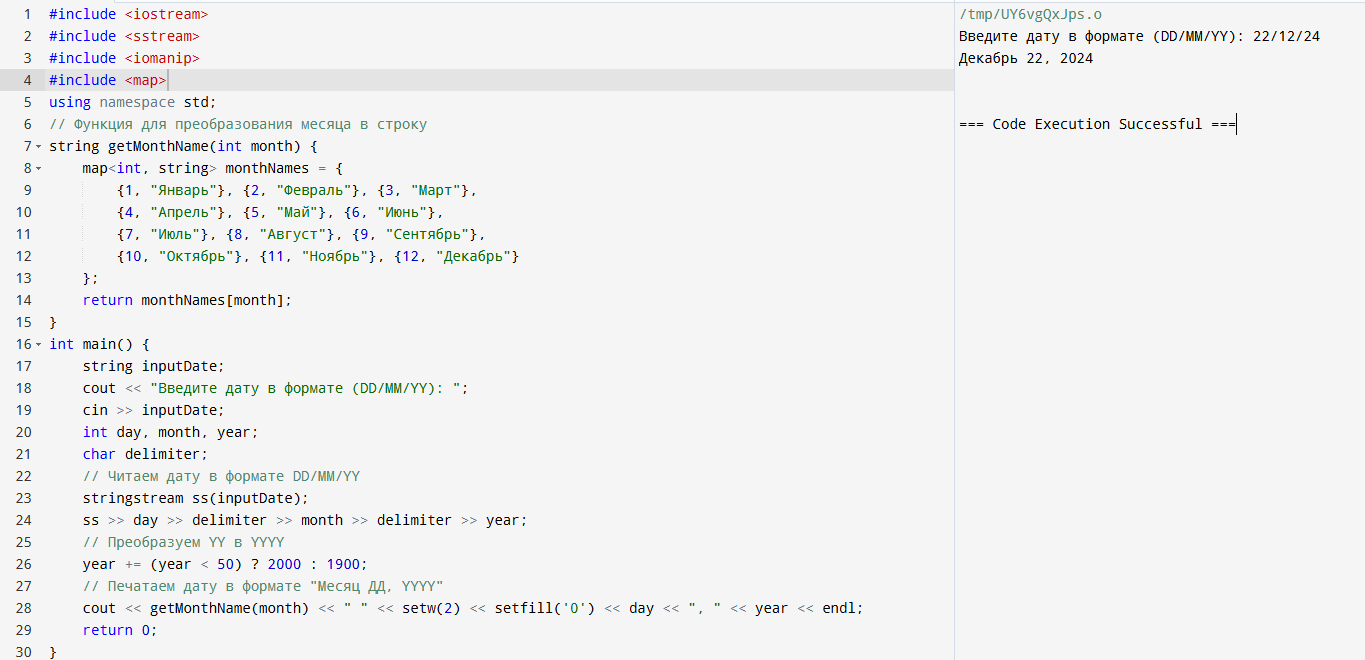 1 #include <iostream>
2 #include <sstream>
3 #include <iomanip>
4 #include <map>
5 using namespace std;
6 // Функция для преобразования месяца в строку
7 string getMonthName(int month) {
8     map<int, string> monthNames = {
9         {1, "Январь"}, {2, "Февраль"}, {3, "Март"},
10         {4, "Апрель"}, {5, "Май"}, {6, "Июнь"},
11         {7, "Июль"}, {8, "Август"}, {9, "Сентябрь"},
12         {10, "Октябрь"}, {11, "Ноябрь"}, {12, "Декабрь"}
13     };
14     return monthNames[month];
15 }
16 int main() {
17     string inputDate;
18     cout << "Введите дату в формате (DD/MM/YY): ";
19     cin >> inputDate;
20     int day, month, year;
21     char delimiter;
22     // Читаем дату в формате DD/MM/YY
23     stringstream ss(inputDate);
24     ss >> day >> delimiter >> month >> delimiter >> year;
25     // Преобразуем YY в YYYY
26     year += (year < 50) ? 2000 : 1900;
27     // Печатаем дату в формате "Месяц ДД, YYYY"
28     cout << getMonthName(month) << " " << setw(2) << setfill('0') << day << ", " << year << endl;
29     return 0;
30 }
/tmp/UY6vgQxJps.o
Введите дату в формате (DD/MM/YY): 22/12/24
Декабрь 22, 2024
=== Code Execution Successful ===